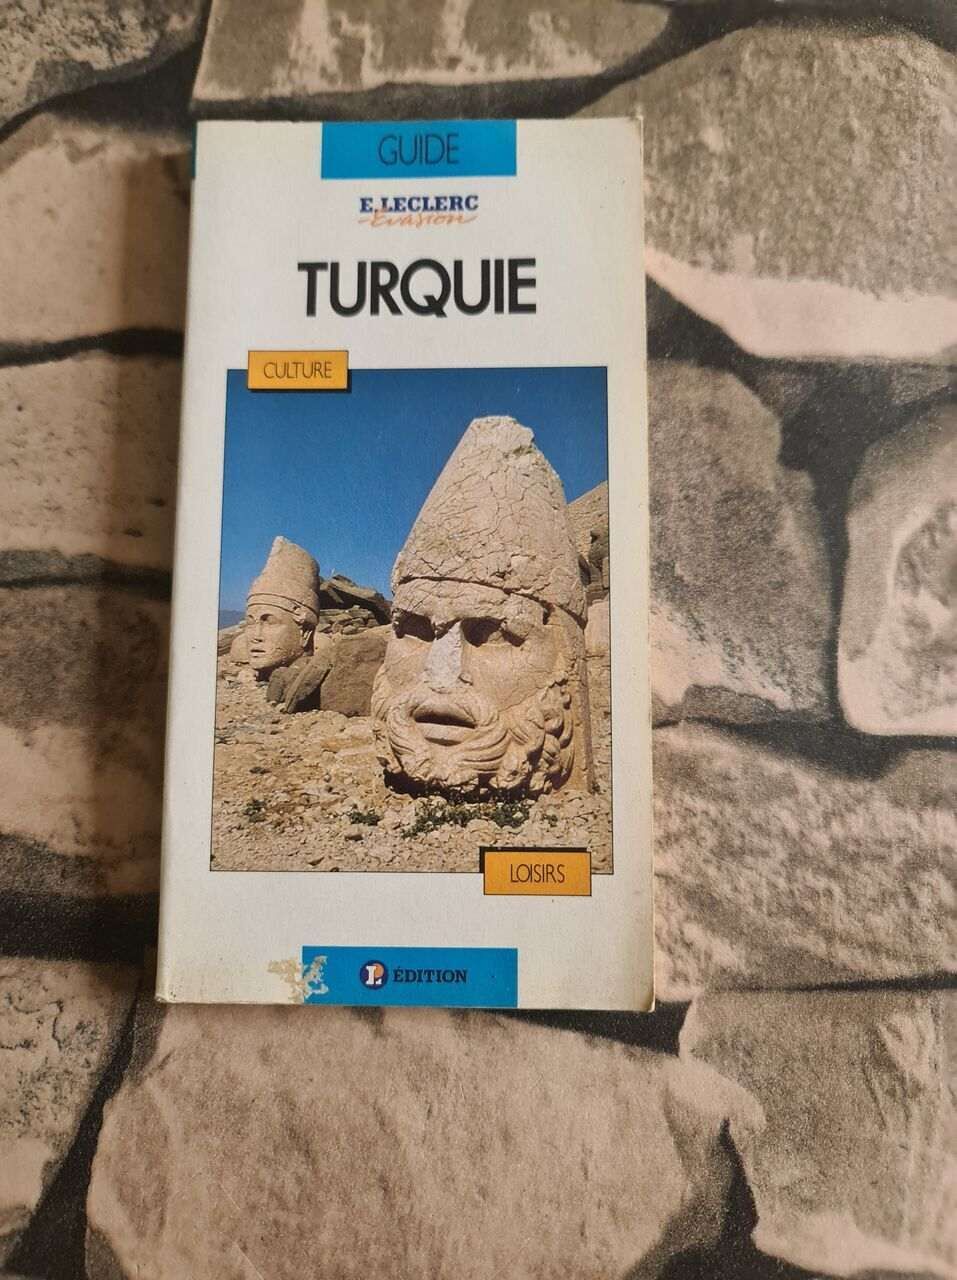 GUIDE
E.LECLERC
Evasion
TURQUIE
CULTURE
LOISIRS
L ÉDITION